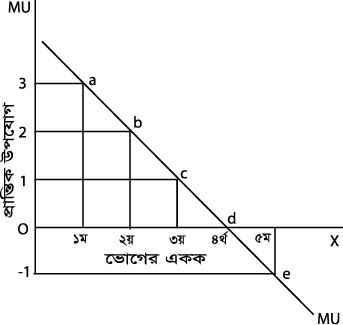 MU
প্রান্তিক উপযোগ
3
a
2
b
1
c
O
d
১ম ২য় ৩য় ৪র্থ ৫ম X
ভোগের একক
-1
e
MU